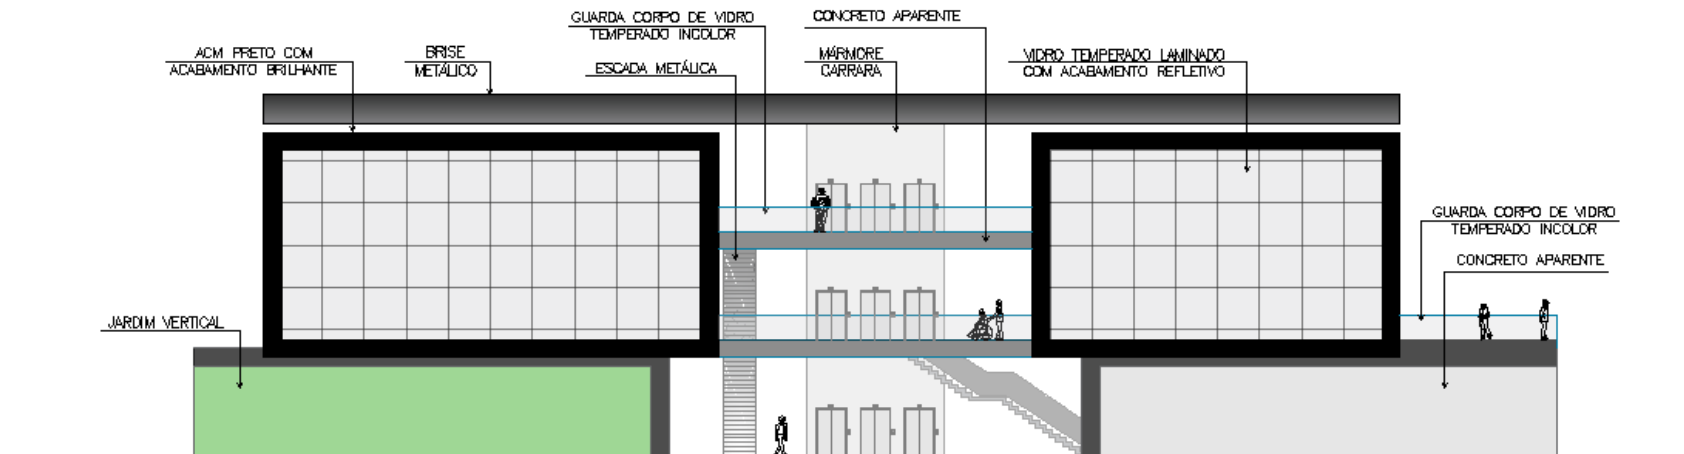 GUARDA CORPO DE VIDRO
TEMPERADO INCOLOR
CONCRETO APARENTE
ACM PRETO COM
ACABAMENTO BRILHANTE
BRISE
METÁLICO
ESCADA METÁLICA
MÁRMORE
CARRARA
VIDRO TEMPERADO LAMINADO
COM ACABAMENTO REFLETIVO
GUARDA CORPO DE VIDRO
TEMPERADO INCOLOR
CONCRETO APARENTE
JARDIM VERTICAL